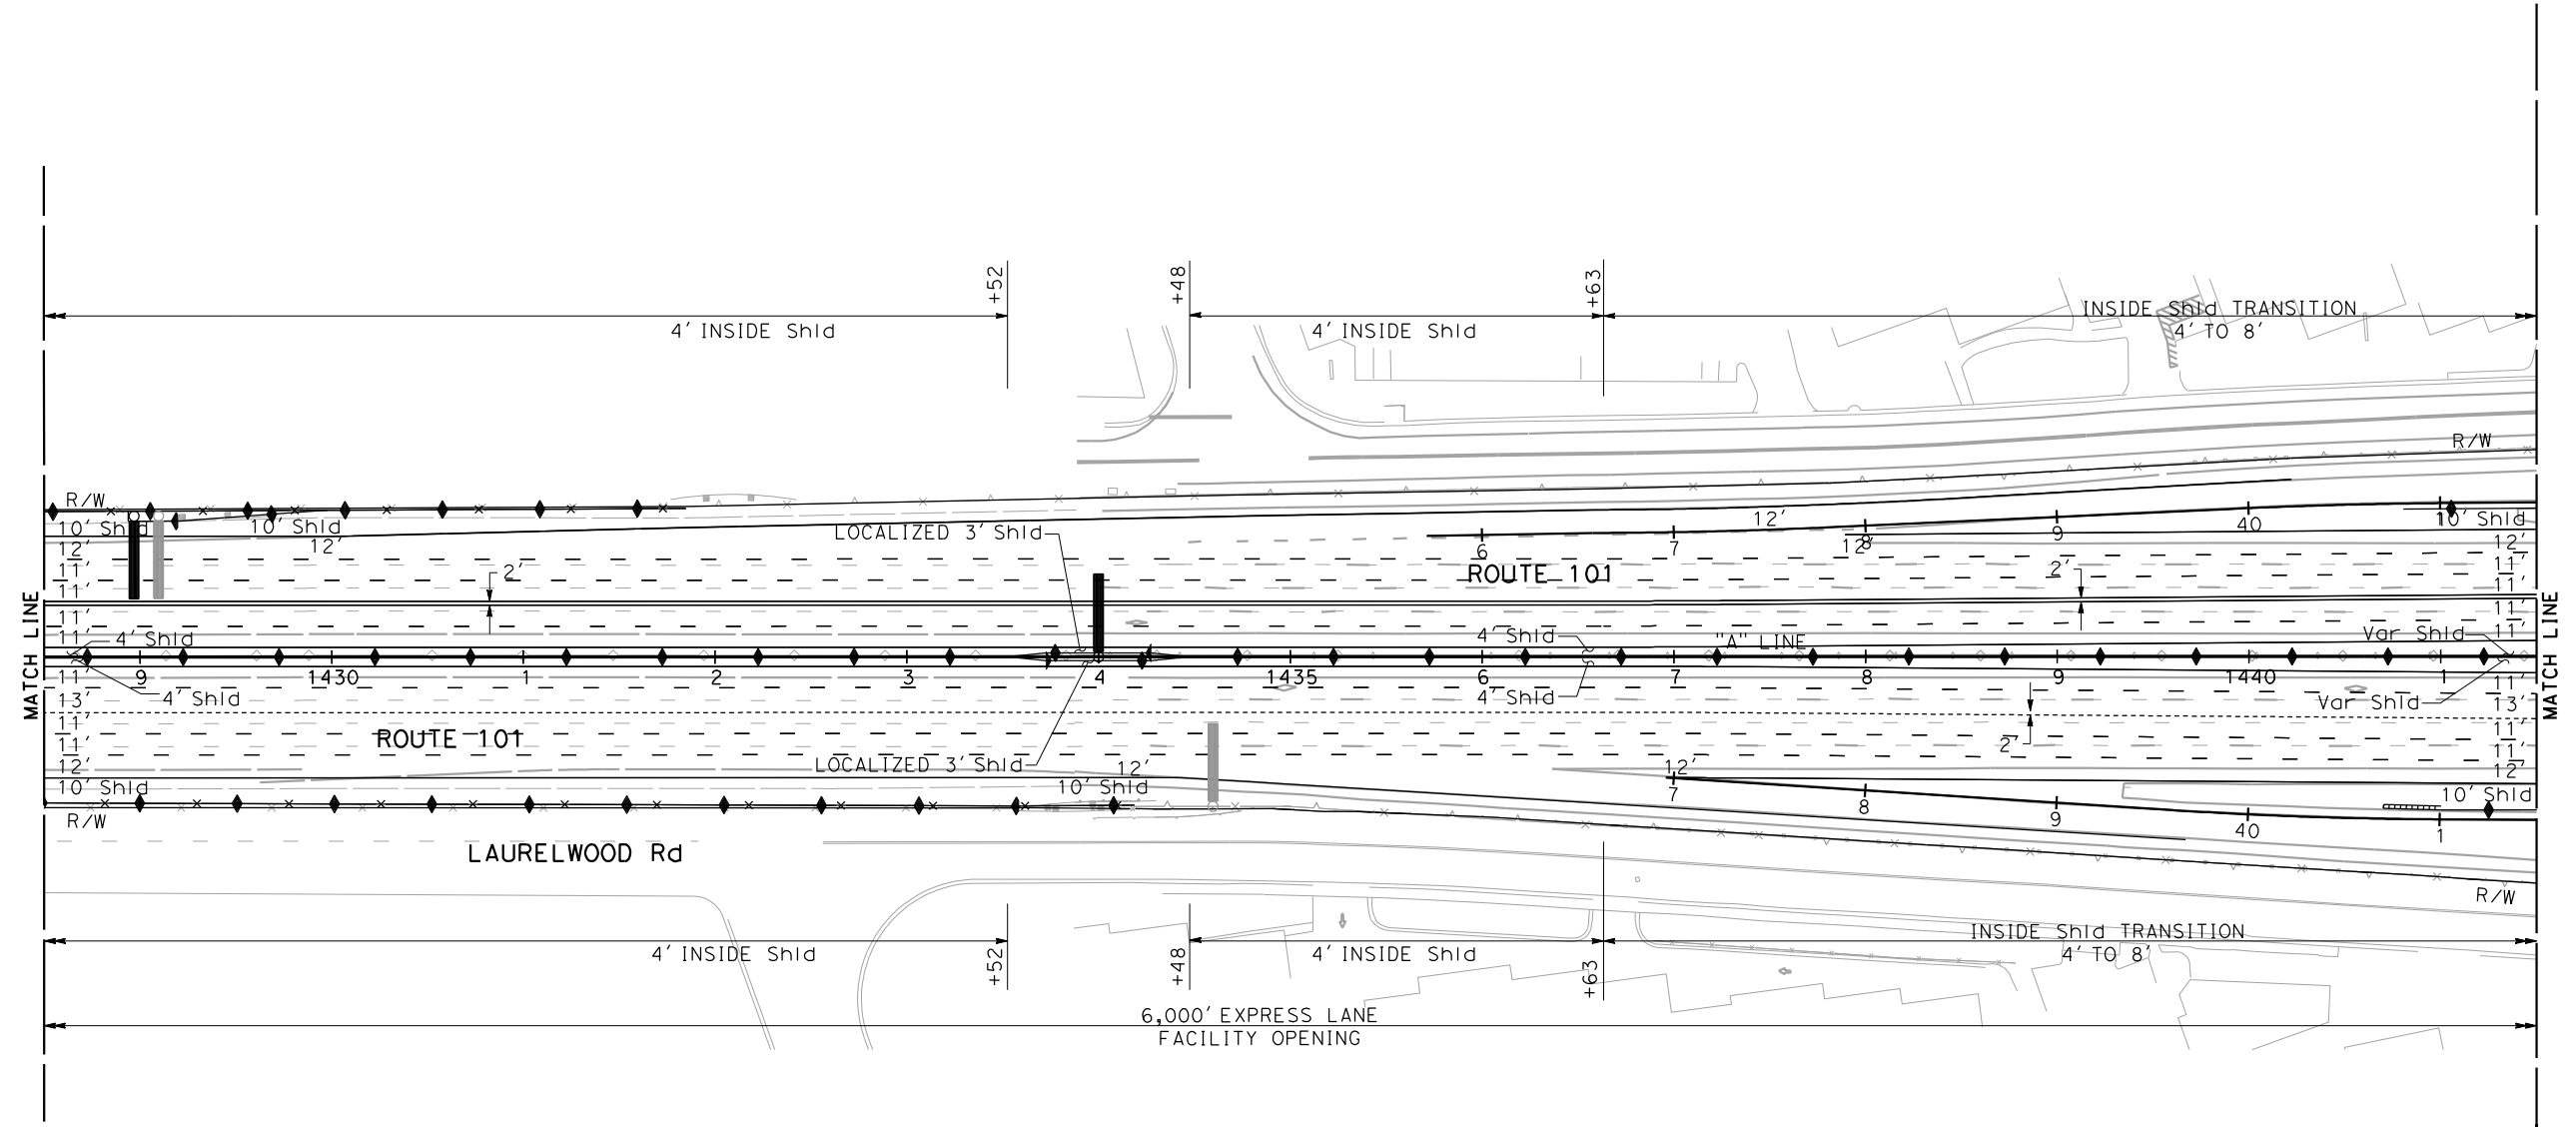 +52
+48
+63
4' INSIDE Shld
4' INSIDE Shld
INSIDE Shld TRANSITION
4' TO 8'
R/W
R/W
10' Shld
10' Shld
LOCALIZED 3' Shld
12'
10' Shld
12'
12'
6
7
8
9
40
1
12'
12'
11'
2'
ROUTE 101
2'
11'
11'
11'
11'
11'
11'
4' Shld
4' Shld
"A" LINE
Var Shld
11'
MATCH LINE
MATCH LINE
9
1430
1
2
3
4
1435
6
7
8
9
1440
1
11'
11'
4' Shld
4' Shld
Var Shld
13'
13'
11'
ROUTE 101
2'
11'
11'
11'
12'
LOCALIZED 3' Shld
12'
12'
12'
10' Shld
10' Shld
7
8
9
40
1
10' Shld
R/W
LAURELWOOD Rd
R/W
4' INSIDE Shld
4' INSIDE Shld
INSIDE Shld TRANSITION
4' TO 8'
+52
+48
+63
6,000' EXPRESS LANE
FACILITY OPENING